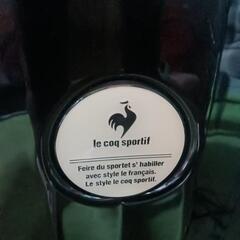 le coq sportif
Feire du sportet s' habiller
avec style le français.
Le style le coq sportif.